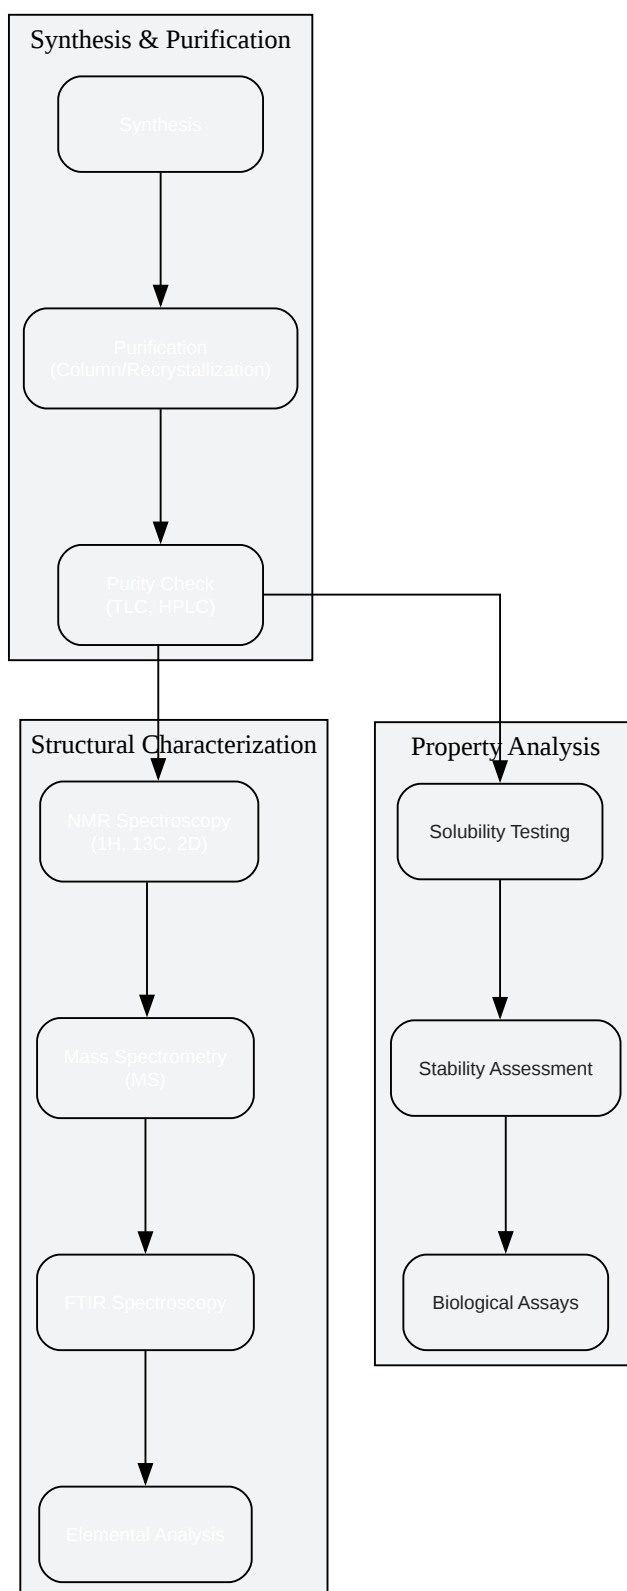 Synthesis & Purification
Synthesis
Purification
(Column/Recrystallization)
Purity Check
(TLC, HPLC)
Structural Characterization
NMR Spectroscopy
(1H, 13C, 2D)
Mass Spectrometry
(MS)
FTIR Spectroscopy
Elemental Analysis
Property Analysis
Solubility Testing
Stability Assessment
Biological Assays